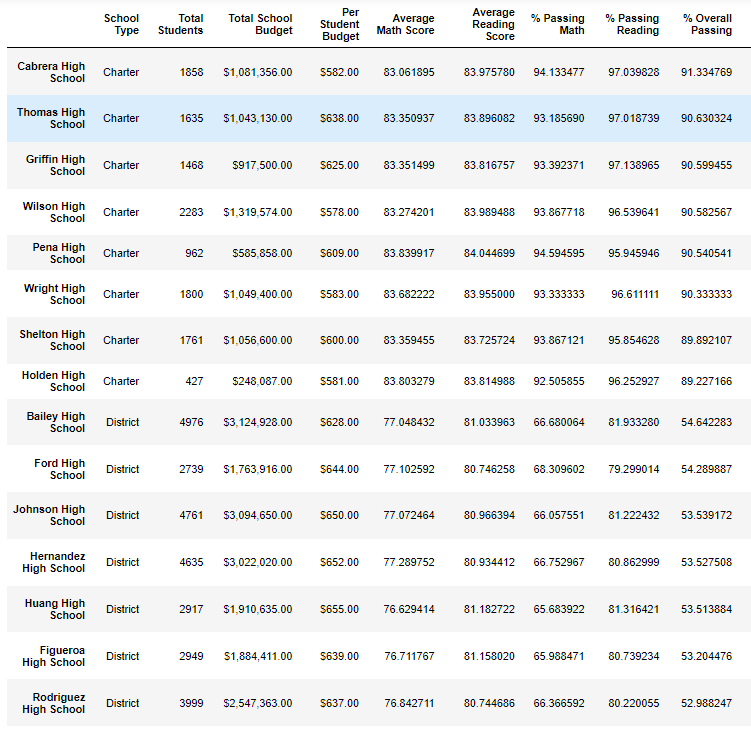 School Type Total Students Total School Budget Per Student Budget Average Math Score Average Reading Score % Passing Math % Passing Reading % Overall Passing
Cabrera High School Charter 1858 $1,081,356.00 $582.00 83.061895 83.975780 94.133477 97.039828 91.334769
Thomas High School Charter 1635 $1,043,130.00 $638.00 83.350937 83.896082 93.185690 97.018739 90.630324
Griffin High School Charter 1468 $917,500.00 $625.00 83.351499 83.816757 93.392371 97.138965 90.599455
Wilson High School Charter 2283 $1,319,574.00 $578.00 83.274201 83.989488 93.867718 96.539641 90.582567
Pena High School Charter 962 $585,858.00 $609.00 83.839917 84.044699 94.594595 95.945946 90.540541
Wright High School Charter 1800 $1,049,400.00 $583.00 83.682222 83.955000 93.333333 96.611111 90.333333
Shelton High School Charter 1761 $1,056,600.00 $600.00 83.359455 83.725724 93.867121 95.854628 89.892107
Holden High School Charter 427 $248,087.00 $581.00 83.803279 83.814988 92.505855 96.252927 89.227166
Bailey High School District 4976 $3,124,928.00 $628.00 77.048432 81.033963 66.680064 81.933280 54.642283
Ford High School District 2739 $1,763,916.00 $644.00 77.102592 80.746258 68.309602 79.299014 54.289887
Johnson High School District 4761 $3,094,650.00 $650.00 77.072464 80.966394 66.057551 81.222432 53.539172
Hernandez High School District 4635 $3,022,020.00 $652.00 77.289752 80.934412 66.752967 80.862999 53.527508
Huang High School District 2917 $1,910,635.00 $655.00 76.629414 81.182722 65.683922 81.316421 53.513884
Figueroa High School District 2949 $1,884,411.00 $639.00 76.711767 81.158020 65.988471 80.739234 53.204476
Rodriguez High School District 3999 $2,547,363.00 $637.00 76.842711 80.744686 66.366592 80.220055 52.988247